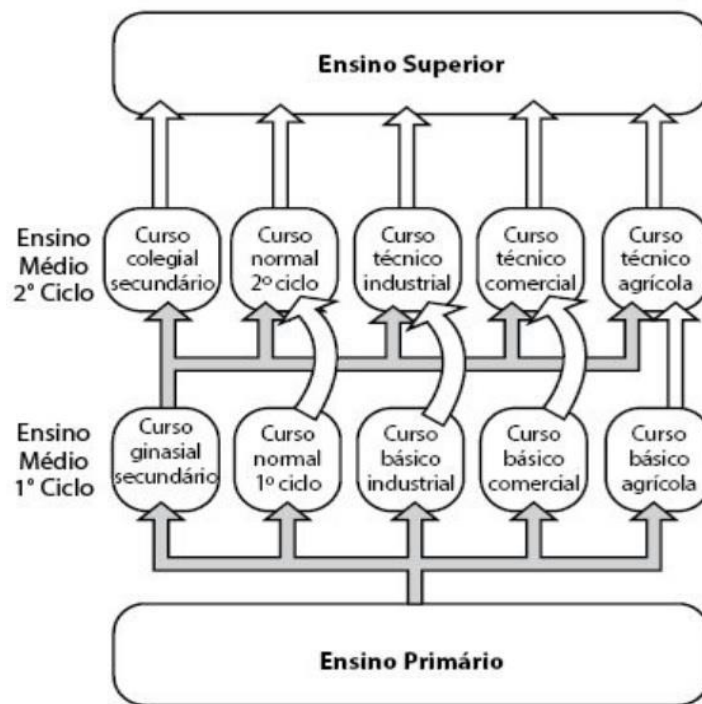 Ensino Superior
Ensino
Médio
2° Ciclo
Curso
colegial
secundário
Curso
normal
2º ciclo
Curso
técnico
industrial
Curso
técnico
comercial
Curso
técnico
agrícola
Ensino
Médio
1° Ciclo
Curso
ginasial
secundário
Curso
normal
1º ciclo
Curso
básico
industrial
Curso
básico
comercial
Curso
básico
agrícola
Ensino Primário